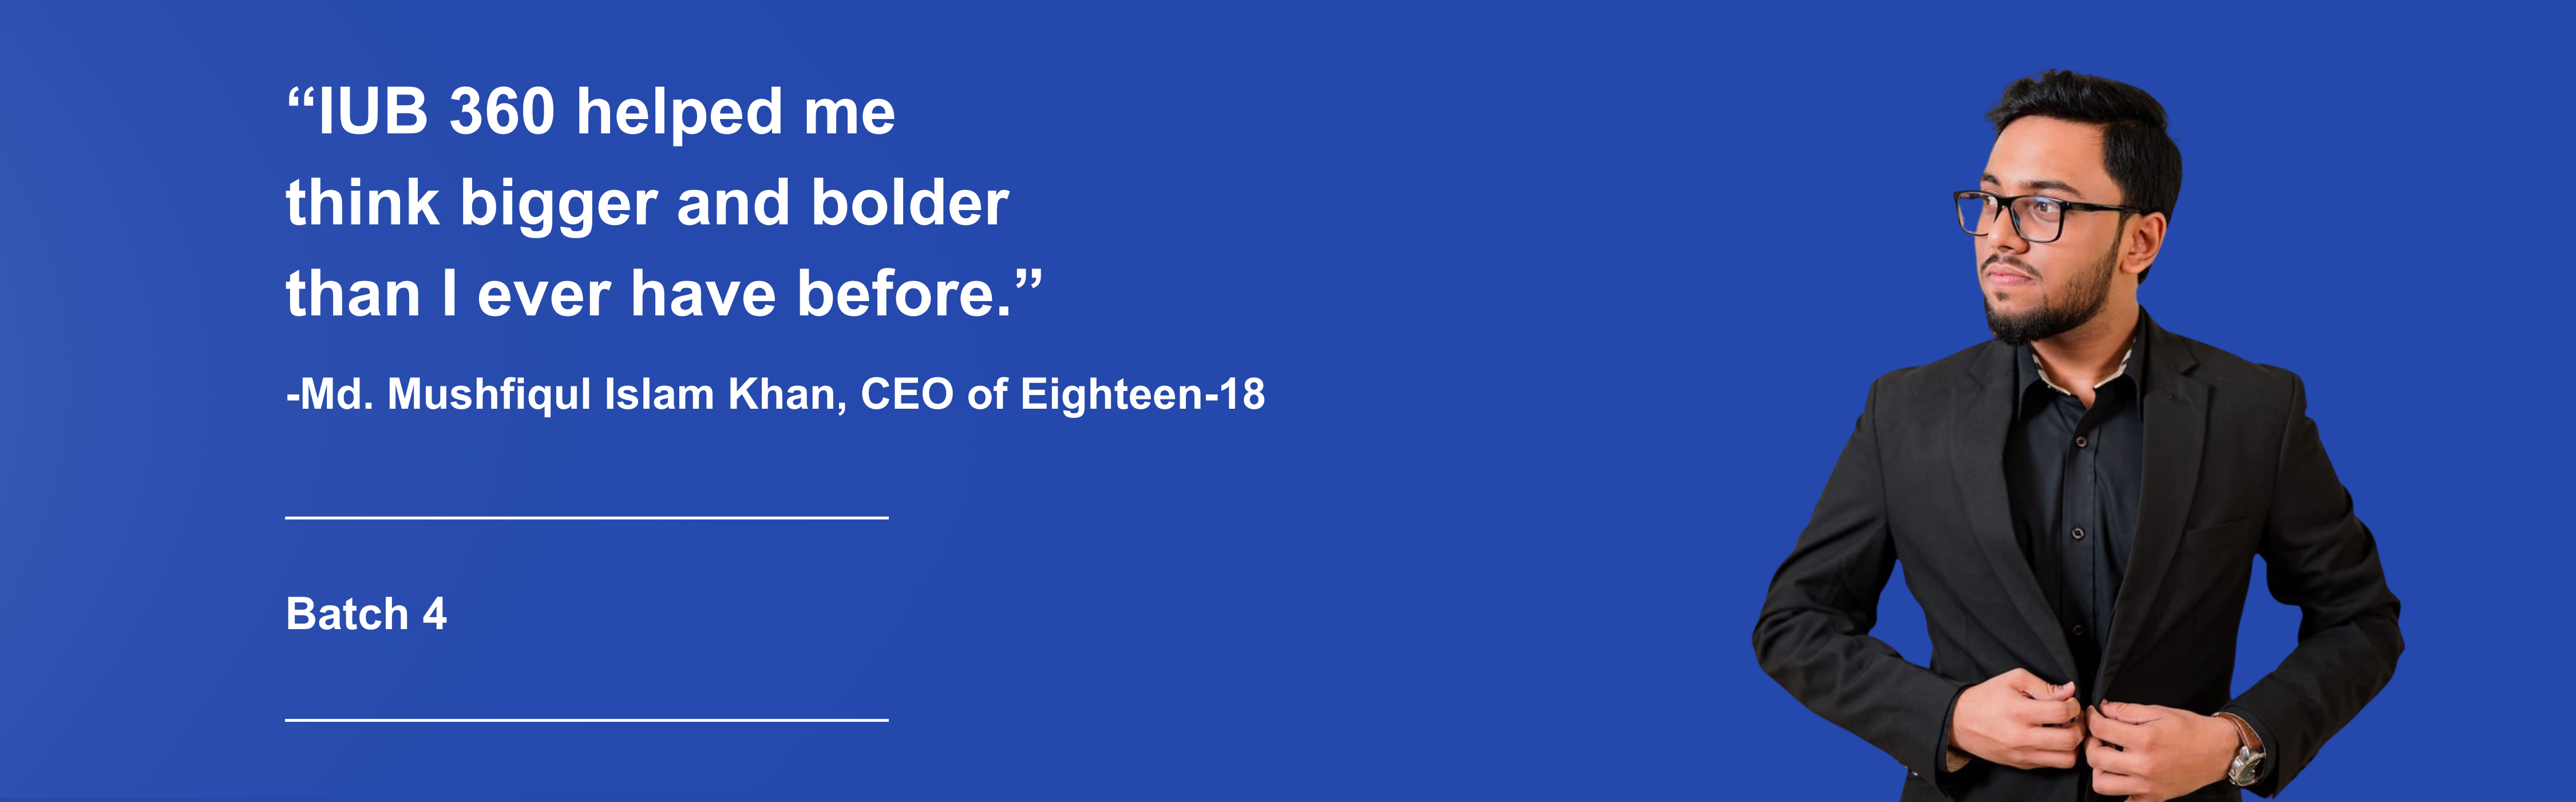 “IUB 360 helped me
think bigger and bolder
than I ever have before.”
-Md. Mushfiqul Islam Khan, CEO of Eighteen-18
Batch 4